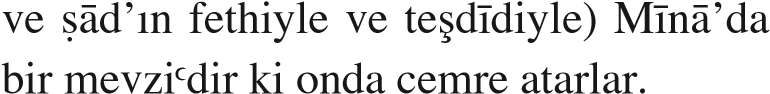 ve ṣād’ın fethiyle ve teşdīdiyle) Mīnā’da
bir mevziᶜdir ki onda cemre atarlar.